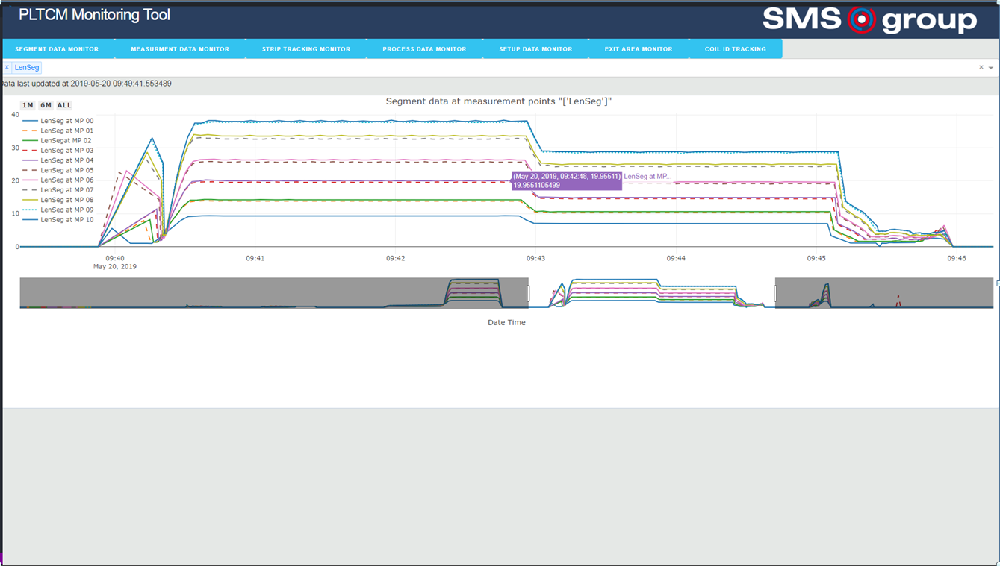 PLTCM Monitoring Tool
SMS group
SEGMENT DATA MONITOR MEASURMENT DATA MONITOR STRIP TRACKING MONITOR PROCESS DATA MONITOR SETUP DATA MONITOR EXIT AREA MONITOR COIL ID TRACKING
× LenSeg × 
Data last updated at 2019-05-20 09:49:41.553489
Segment data at measurement points "['LenSeg']"
1M 6M ALL
40
30
20
10
0
LenSeg at MP 00
LenSeg at MP 01
LenSegat MP 02
LenSeg at MP 03
LenSeg at MP 04
LenSeg at MP 05
LenSeg at MP 06
LenSeg at MP 07
LenSeg at MP 08
LenSeg at MP 09
LenSeg at MP 10
(May 20, 2019, 09:42:48, 19.95511) LenSeg at MP...
19.9551105499
09:40 09:41 09:42 09:43 09:44 09:45 09:46
May 20, 2019
Date Time